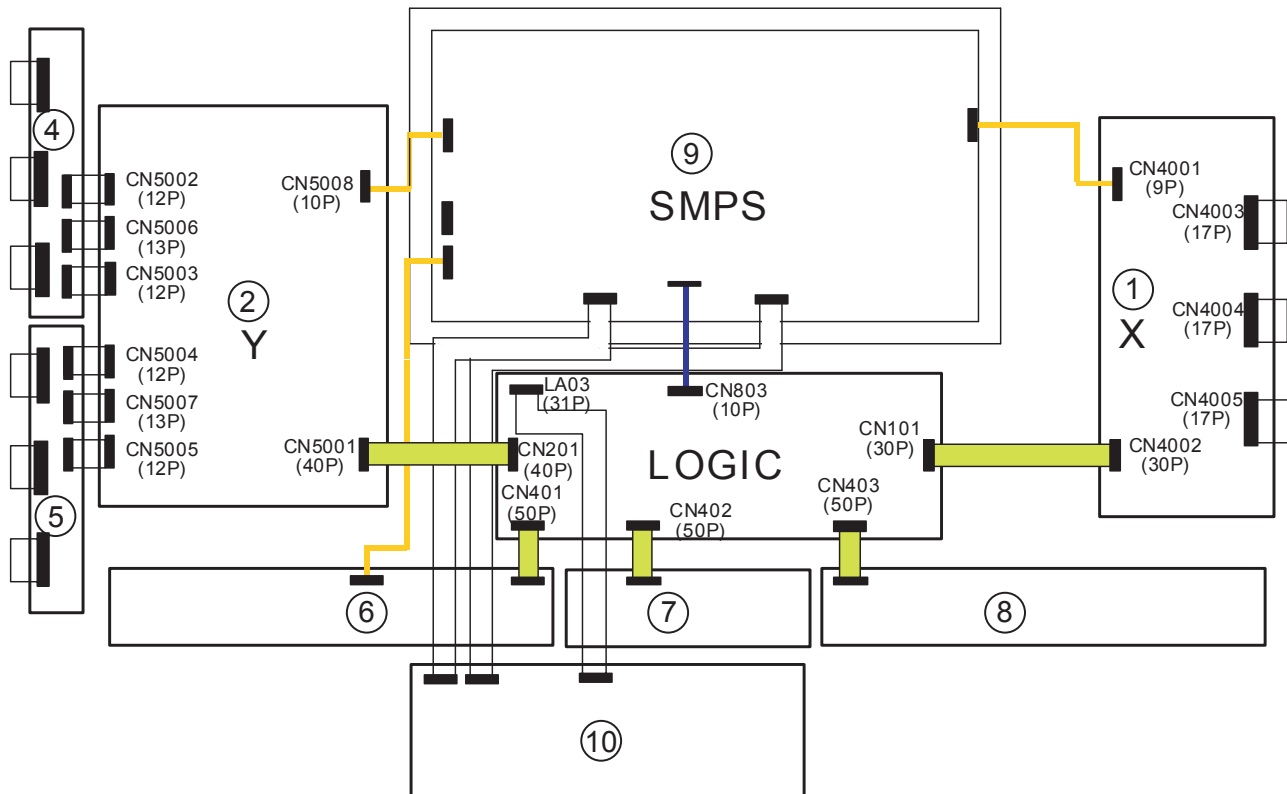 4
CN5002
(12P)
CN5006
(13P)
CN5003
(12P)
2
Y
CN5004
(12P)
CN5007
(13P)
CN5005
(12P)
5
CN5008
(10P)
CN5001
(40P)
9
SMPS
LA03
(31P)
CN803
(10P)
CN201
(40P)
LOGIC
CN101
(30P)
CN401
(50P)
CN402
(50P)
CN403
(50P)
CN4001
(9P)
CN4003
(17P)
1
X
CN4004
(17P)
CN4005
(17P)
CN4002
(30P)
6
7
8
10